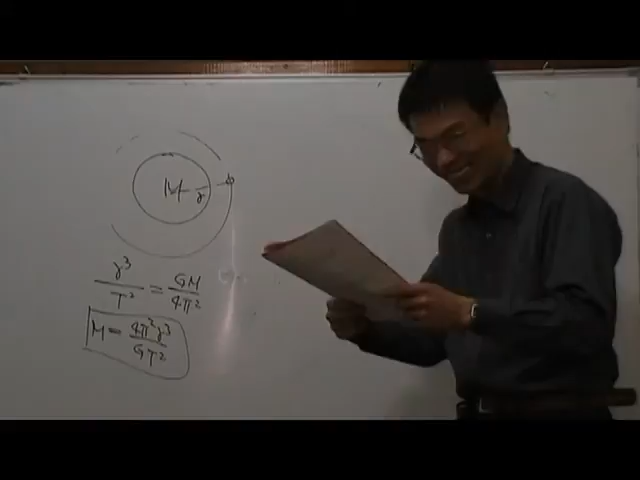 M r
r³/T² = GM/4π²
M = 4π²r³/GT²